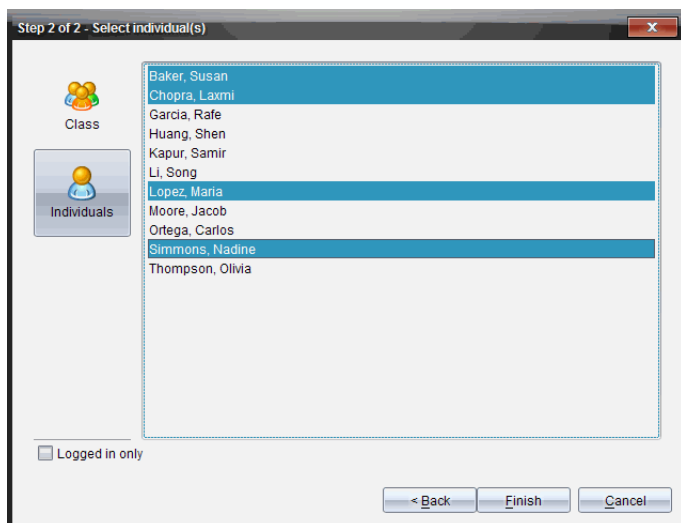 Step 2 of 2 - Select individual(s)
Class
Individuals
Baker, Susan
Chopra, Laxmi
Garcia, Rafe
Huang, Shen
Kapur, Samir
Li, Song
Lopez, Maria
Moore, Jacob
Ortega, Carlos
Simmons, Nadine
Thompson, Olivia
Logged in only
< Back Finish Cancel